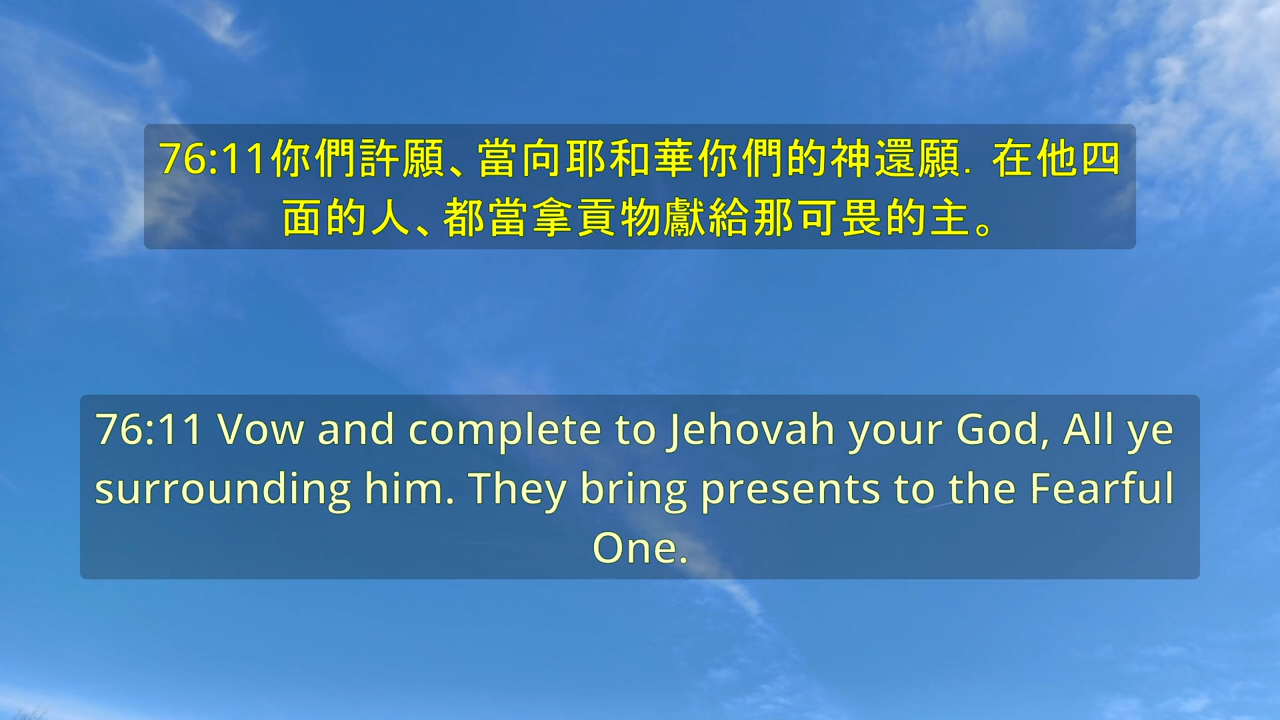 76:11你們許願、當向耶和華你們的神還願．在他四
面的人、都當拿貢物獻給那可畏的主。
76:11 Vow and complete to Jehovah your God, All ye
surrounding him. They bring presents to the Fearful
One.